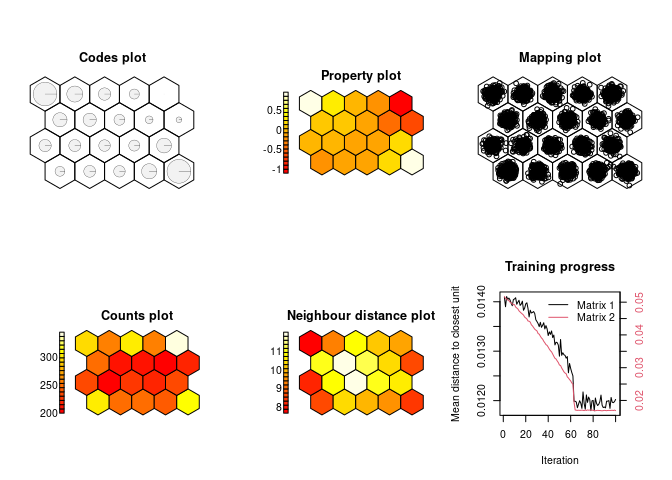 Codes plot
Property plot
0.5
0
-0.5
-1
Mapping plot
Counts plot
300
250
200
Neighbour distance plot
11
10
9
8
Training progress
Mean distance to closest unit
0.0140
0.0130
0.0120
Matrix 1
Matrix 2
0.05
0.04
0.03
0.02
0 20 40 60 80
Iteration